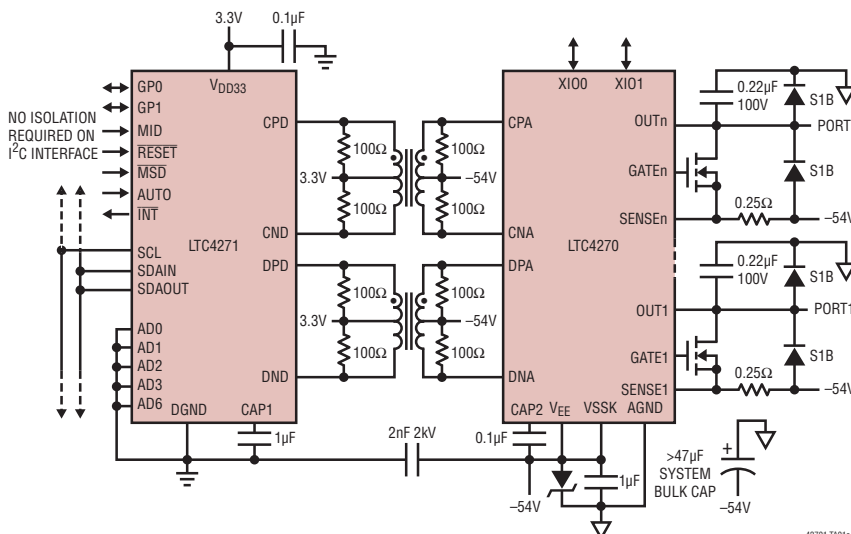 3.3V
0.1µF
VDD33
GP0
GP1
MID
RESET
MSD
AUTO
INT
SCL
SDAIN
SDAOUT
AD0
AD1
AD2
AD3
AD6
NO ISOLATION
REQUIRED ON
I2C INTERFACE
LTC4271
CPD
CND
DPD
DND
DGND
CAP1
1µF
100Ω
100Ω
3.3V
100Ω
100Ω
–54V
100Ω
100Ω
3.3V
100Ω
100Ω
–54V
2nF 2kV
XIO0
XIO1
CPA
CNA
DPA
DNA
LTC4270
OUTn
GATEn
SENSEn
OUT1
GATE1
SENSE1
CAP2
VEE
VSSK
AGND
0.1µF
–54V
1µF
0.22µF
100V
S1B
PORT
S1B
0.25Ω
–54V
0.22µF
100V
S1B
PORT1
S1B
0.25Ω
–54V
>47µF
SYSTEM
BULK CAP
+
–54V